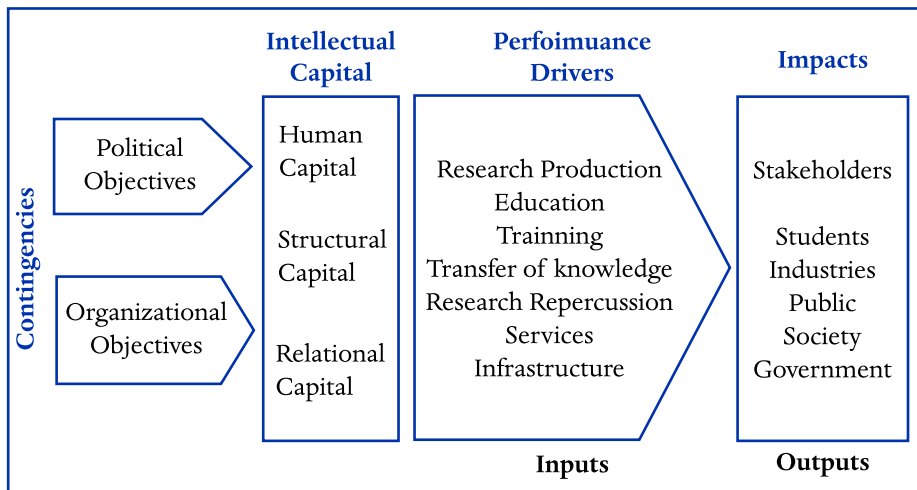 Contingencies
Political
Objectives
Organizational
Objectives
Intellectual
Capital
Human
Capital
Structural
Capital
Relational
Capital
Perfoimuance
Drivers
Research Production
Education
Trainning
Transfer of knowledge
Research Repercussion
Services
Infrastructure
Inputs
Impacts
Stakeholders
Students
Industries
Public
Society
Government
Outputs